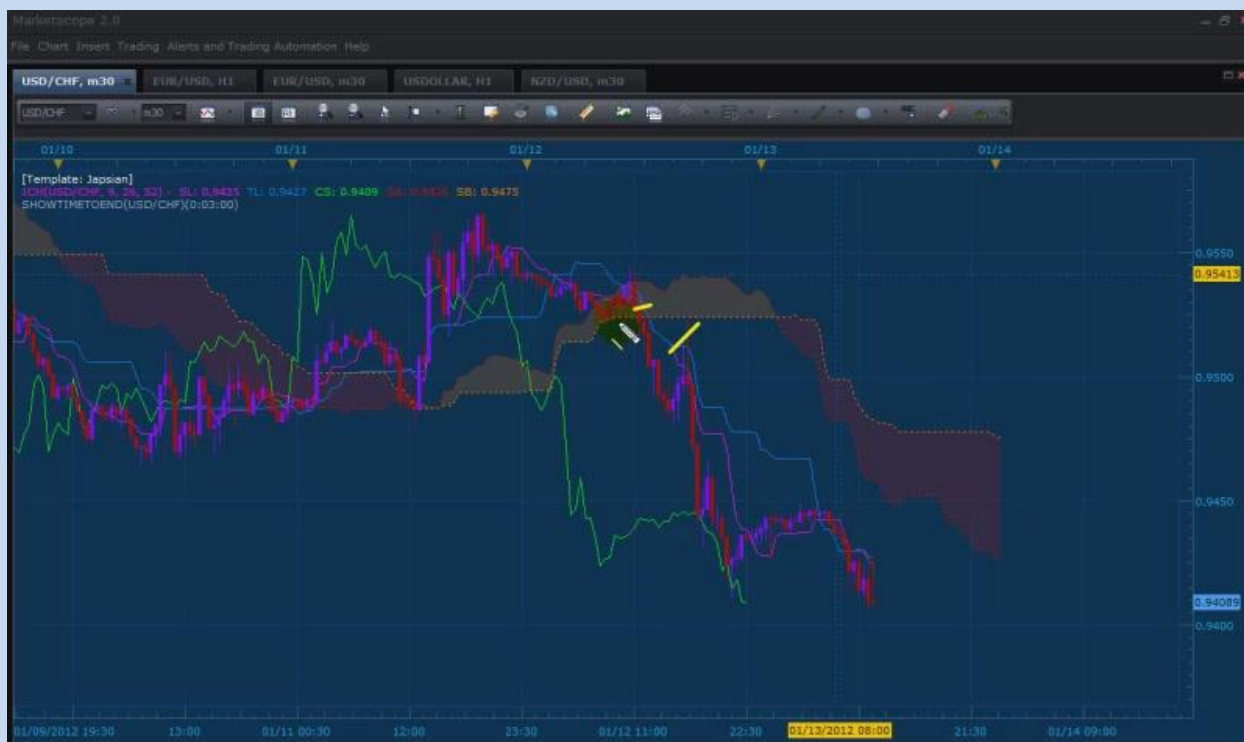 Marketscope 2.0
File Chart Insert Trading Alerts and Trading Automation Help
USD/CHF, m30 EUR/USD, H1 EUR/USD, m30 USDOLLAR, H1 NZD/USD, m30
USD/CHF m30
01/10 01/11 01/12 01/13 01/14
[Template: Japsian]
ICH(USD/CHF, 9, 26, 52) - SL: 0.9425 TL: 0.9427 CS: 0.9409 SB: 0.9475
SHOWTIMETOEND(USD/CHF)(0:03:00)
0.9550
0.95413
0.9500
0.9450
0.94089
0.9400
01/09/2012 19:30 13:00 01/11 00:30 12:00 23:30 01/12 11:00 22:30 01/13/2012 08:00 21:30 01/14 09:00